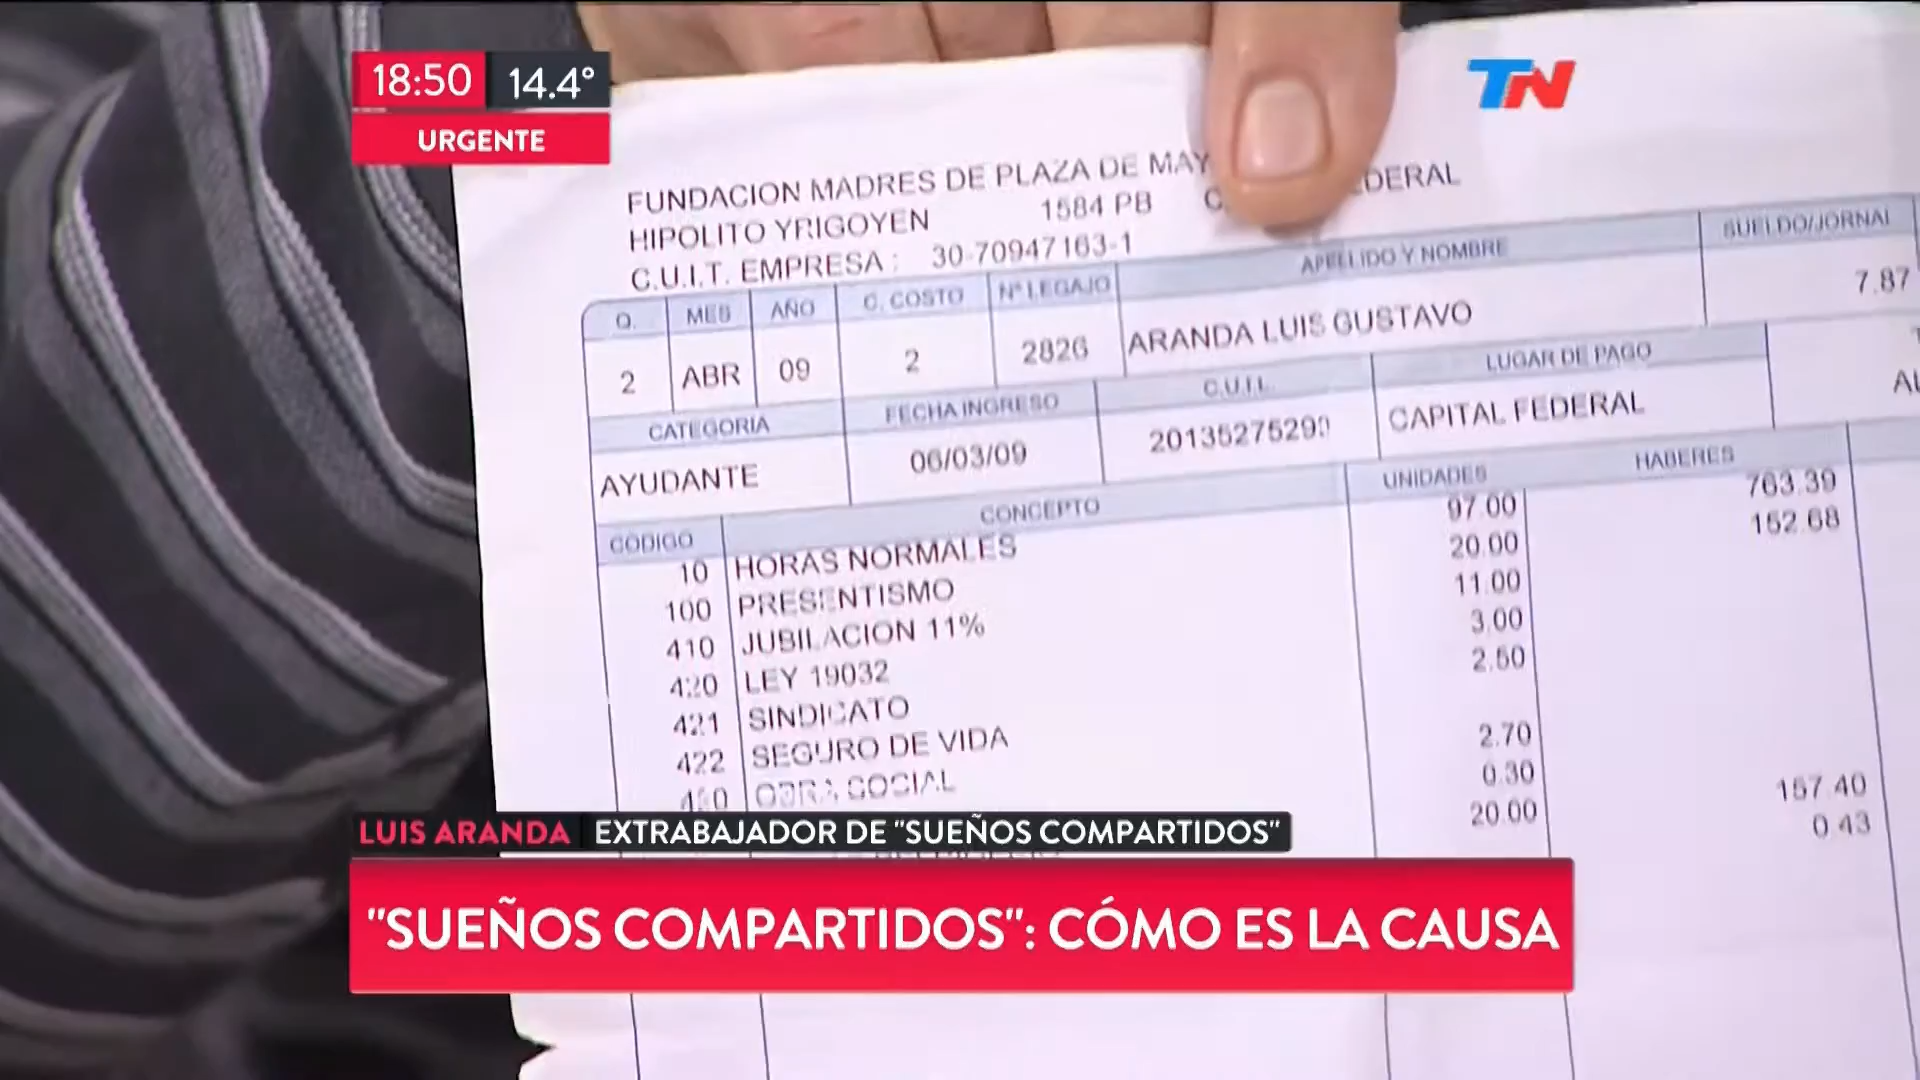 18:50 14.4°
URGENTE
TN
FUNDACION MADRES DE PLAZA DE MAY
HIPOLITO YRIGOYEN 1584 PB
C.U.I.T. EMPRESA : 30-70947163-1
Q. MES AÑO C. COSTO Nº LEGAJO APELLIDO Y NOMBRE SUELDO/JORNAL
2 ABR 09 2 2826 ARANDA LUIS GUSTAVO 7.87
CATEGORIA FECHA INGRESO C.U.I.L. LUGAR DE PAGO
AYUDANTE 06/03/09 CAPITAL FEDERAL
CODIGO CONCEPTO UNIDADES HABERES
10 HORAS NORMALES 97.00 763.39
100 PRESENTISMO 20.00 152.68
410 JUBILACION 11% 11.00
420 LEY 19032 3.00
421 SINDICATO 2.50
422 SEGURO DE VIDA
OBRA SOCIAL 2.70
0.30 157.40
20.00 0.43
LUIS ARANDA EXTRABAJADOR DE "SUEÑOS COMPARTIDOS"
"SUEÑOS COMPARTIDOS": CÓMO ES LA CAUSA